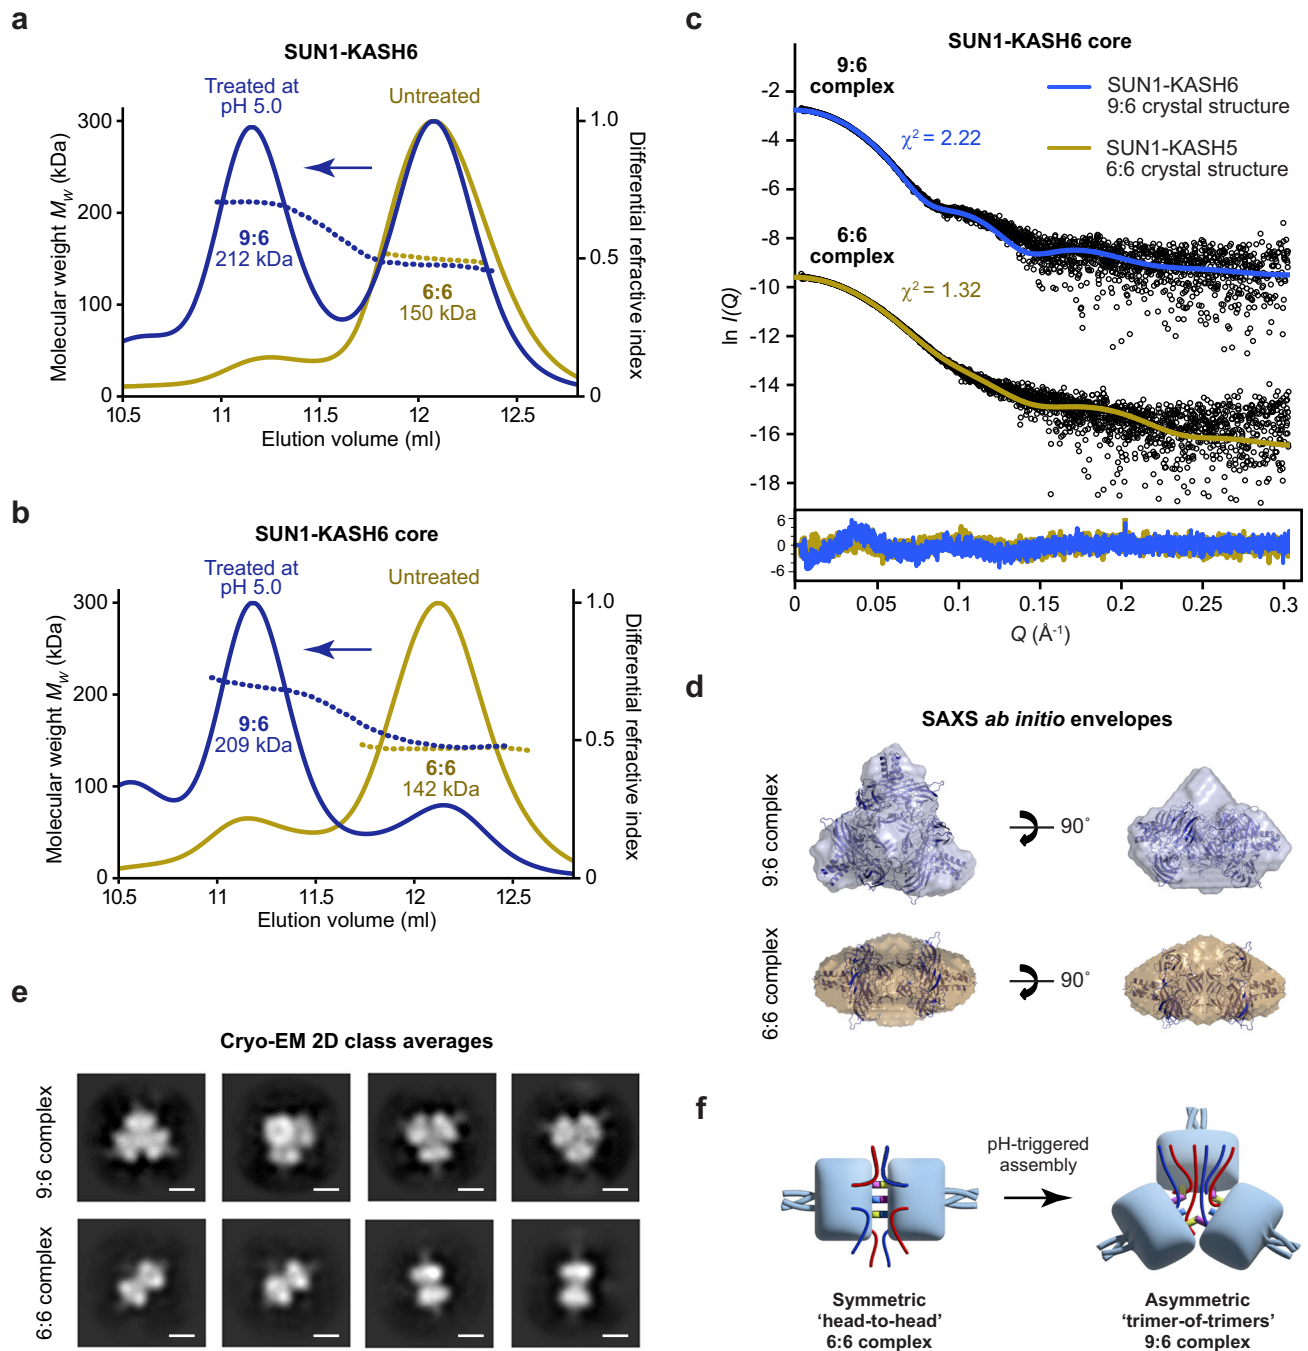 a
SUN1-KASH6
Treated at
pH 5.0
Untreated
Molecular weight Mw (kDa)
300
200
100
0
9:6
212 kDa
6:6
150 kDa
1.0
0.5
0
Differential refractive index
10.5 11 11.5 12 12.5
Elution volume (ml)
b
SUN1-KASH6 core
Treated at
pH 5.0
Untreated
Molecular weight Mw (kDa)
300
200
100
0
9:6
209 kDa
6:6
142 kDa
1.0
0.5
0
Differential refractive index
10.5 11 11.5 12 12.5
Elution volume (ml)
c
SUN1-KASH6 core
9:6
complex
SUN1-KASH6
9:6 crystal structure
SUN1-KASH5
6:6 crystal structure
χ² = 2.22
6:6
complex
χ² = 1.32
ln I(Q)
-2
-4
-6
-8
-10
-12
-14
-16
-18
6
0
-6
0 0.05 0.1 0.15 0.2 0.25 0.3
Q (Å⁻¹)
d
SAXS ab initio envelopes
9:6 complex
90°
6:6 complex
90°
e
Cryo-EM 2D class averages
9:6 complex
6:6 complex
f
pH-triggered
assembly
Symmetric
'head-to-head'
6:6 complex
Asymmetric
'trimer-of-trimers'
9:6 complex